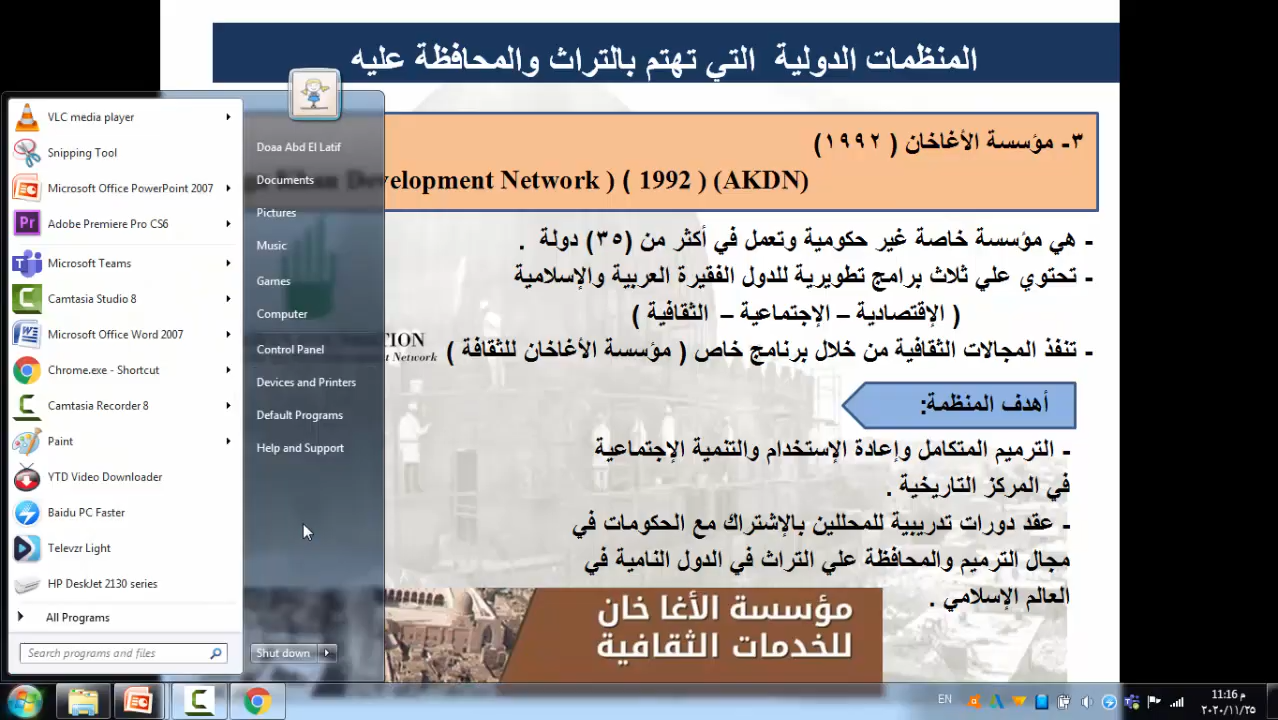 المنظمات الدولية التي تهتم بالتراث والمحافظة عليه
٣- مؤسسة الأغاخان ( ١٩٩٢)
Development Network ) ( 1992 ) (AKDN)
- هي مؤسسة خاصة غير حكومية وتعمل في أكثر من (٣٥) دولة .
- تحتوي علي ثلاث برامج تطويرية للدول الفقيرة العربية والإسلامية
( الإقتصادية – الإجتماعية – الثقافية )
- تنفذ المجالات الثقافية من خلال برنامج خاص ( مؤسسة الأغاخان للثقافة )
أهدف المنظمة:
- الترميم المتكامل وإعادة الإستخدام والتنمية الإجتماعية
في المركز التاريخية .
- عقد دورات تدريبية للمحللين بالإشتراك مع الحكومات في
مجال الترميم والمحافظة علي التراث في الدول النامية في
العالم الإسلامي .
مؤسسة الأغا خان
للخدمات الثقافية
VLC media player
Snipping Tool
Microsoft Office PowerPoint 2007
Adobe Premiere Pro CS6
Microsoft Teams
Camtasia Studio 8
Microsoft Office Word 2007
Chrome.exe - Shortcut
Camtasia Recorder 8
Paint
YTD Video Downloader
Baidu PC Faster
Televzr Light
HP DeskJet 2130 series
All Programs
Search programs and files
Doaa Abd El Latif
Documents
Pictures
Music
Games
Computer
Control Panel
Devices and Printers
Default Programs
Help and Support
Shut down
EN
11:16 م
٢٠٢٠/١١/٢٥